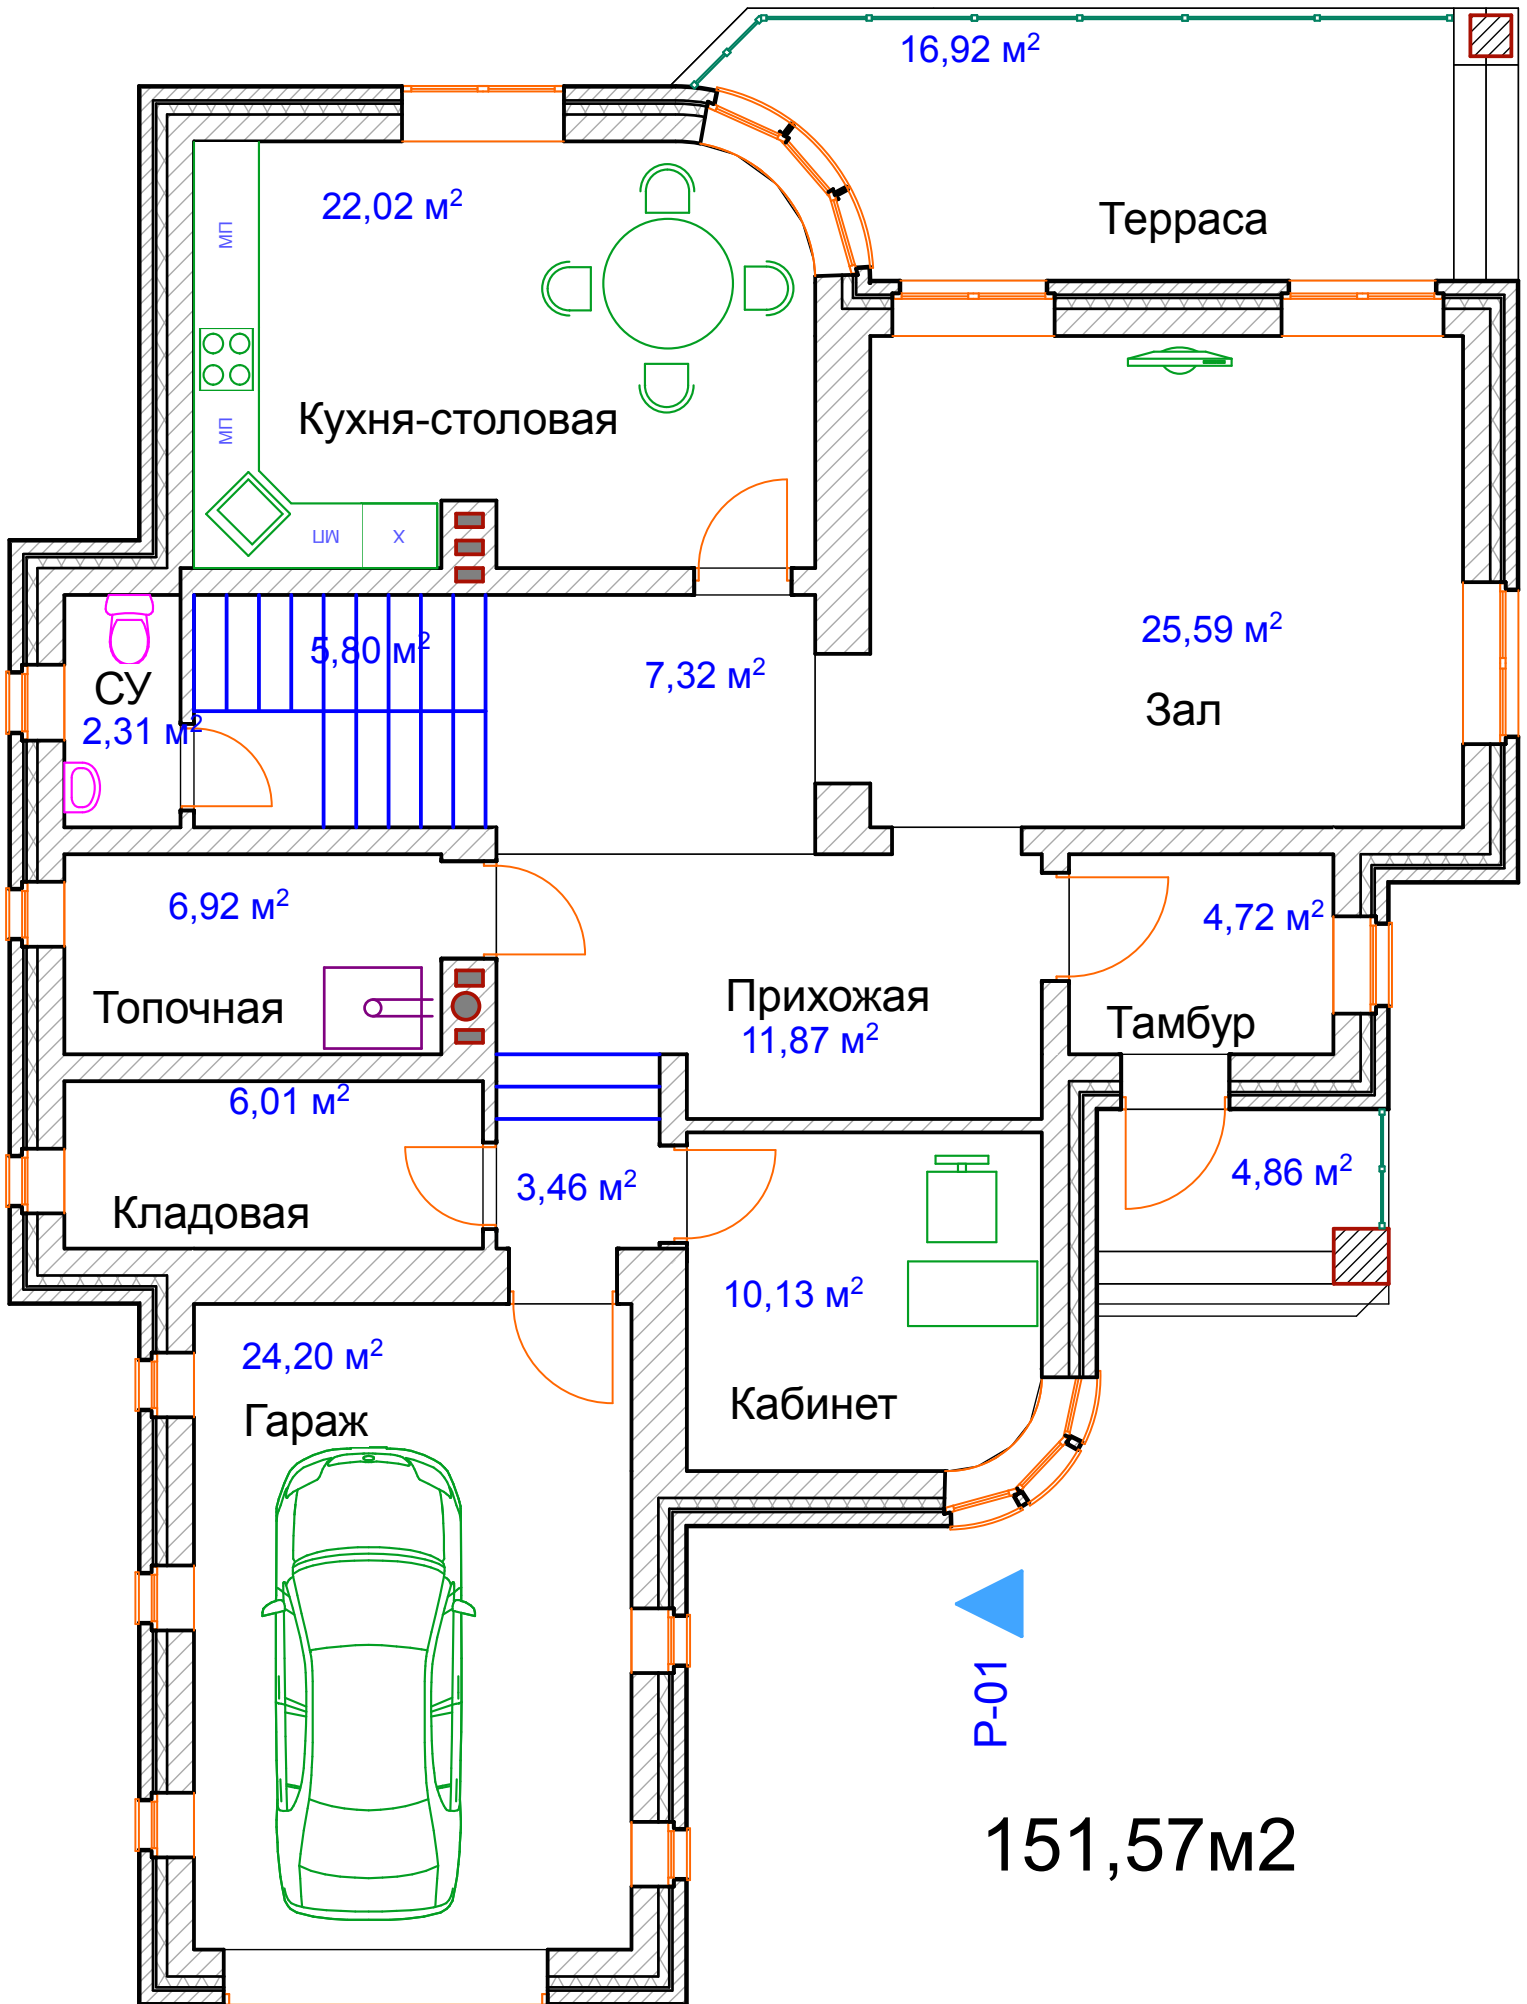 16,92 м²
Терраса
22,02 м²
МП
МП
Кухня-столовая
МП
Х
5,80 м²
7,32 м²
25,59 м²
Зал
СУ
2,31 м²
6,92 м²
Топочная
Прихожая
11,87 м²
4,72 м²
Тамбур
6,01 м²
Кладовая
3,46 м²
4,86 м²
10,13 м²
Кабинет
24,20 м²
Гараж
Р-01
151,57м2